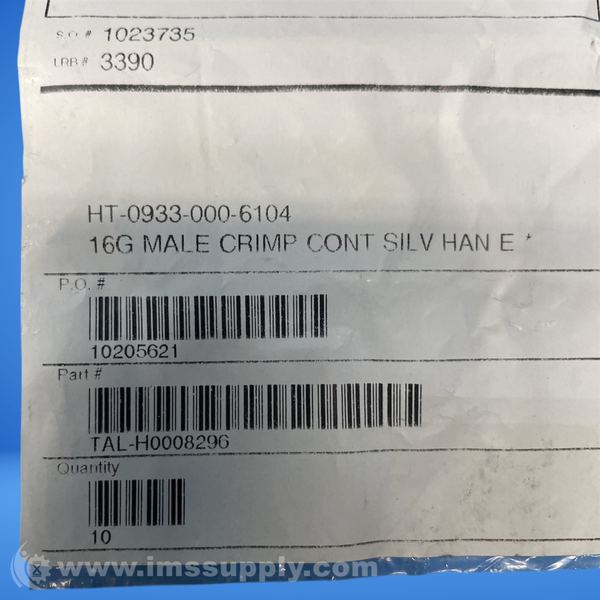 S.O. # 1023735
LRB # 3390
HT-0933-000-6104
16G MALE CRIMP CONT SILV HAN E *
P.O. #
10205621
Part #
TAL-H0008296
Quantity
10
www.imssupply.com